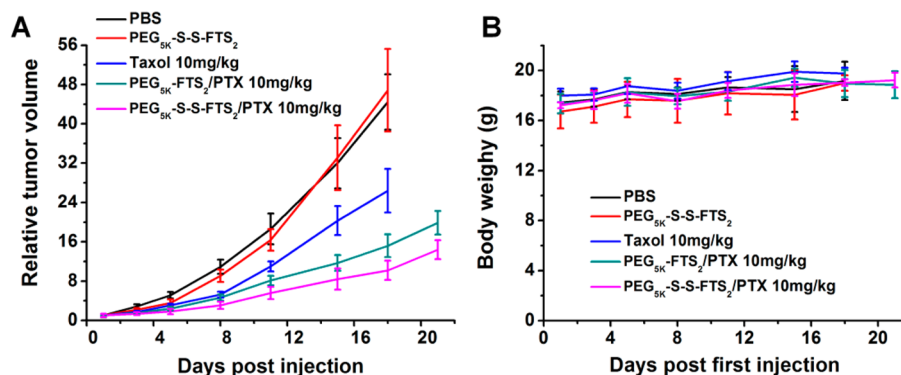 A
PBS
PEG5K-S-S-FTS2
Taxol 10mg/kg
PEG5K-FTS2/PTX 10mg/kg
PEG5K-S-S-FTS2/PTX 10mg/kg
Relative tumor volume
56
48
40
32
24
16
8
0
0 4 8 12 16 20
Days post injection
B
Body weighy (g)
24
20
16
12
8
4
0
PBS
PEG5K-S-S-FTS2
Taxol 10mg/kg
PEG5K-FTS2/PTX 10mg/kg
PEG5K-S-S-FTS2/PTX 10mg/kg
0 4 8 12 16 20
Days post first injection